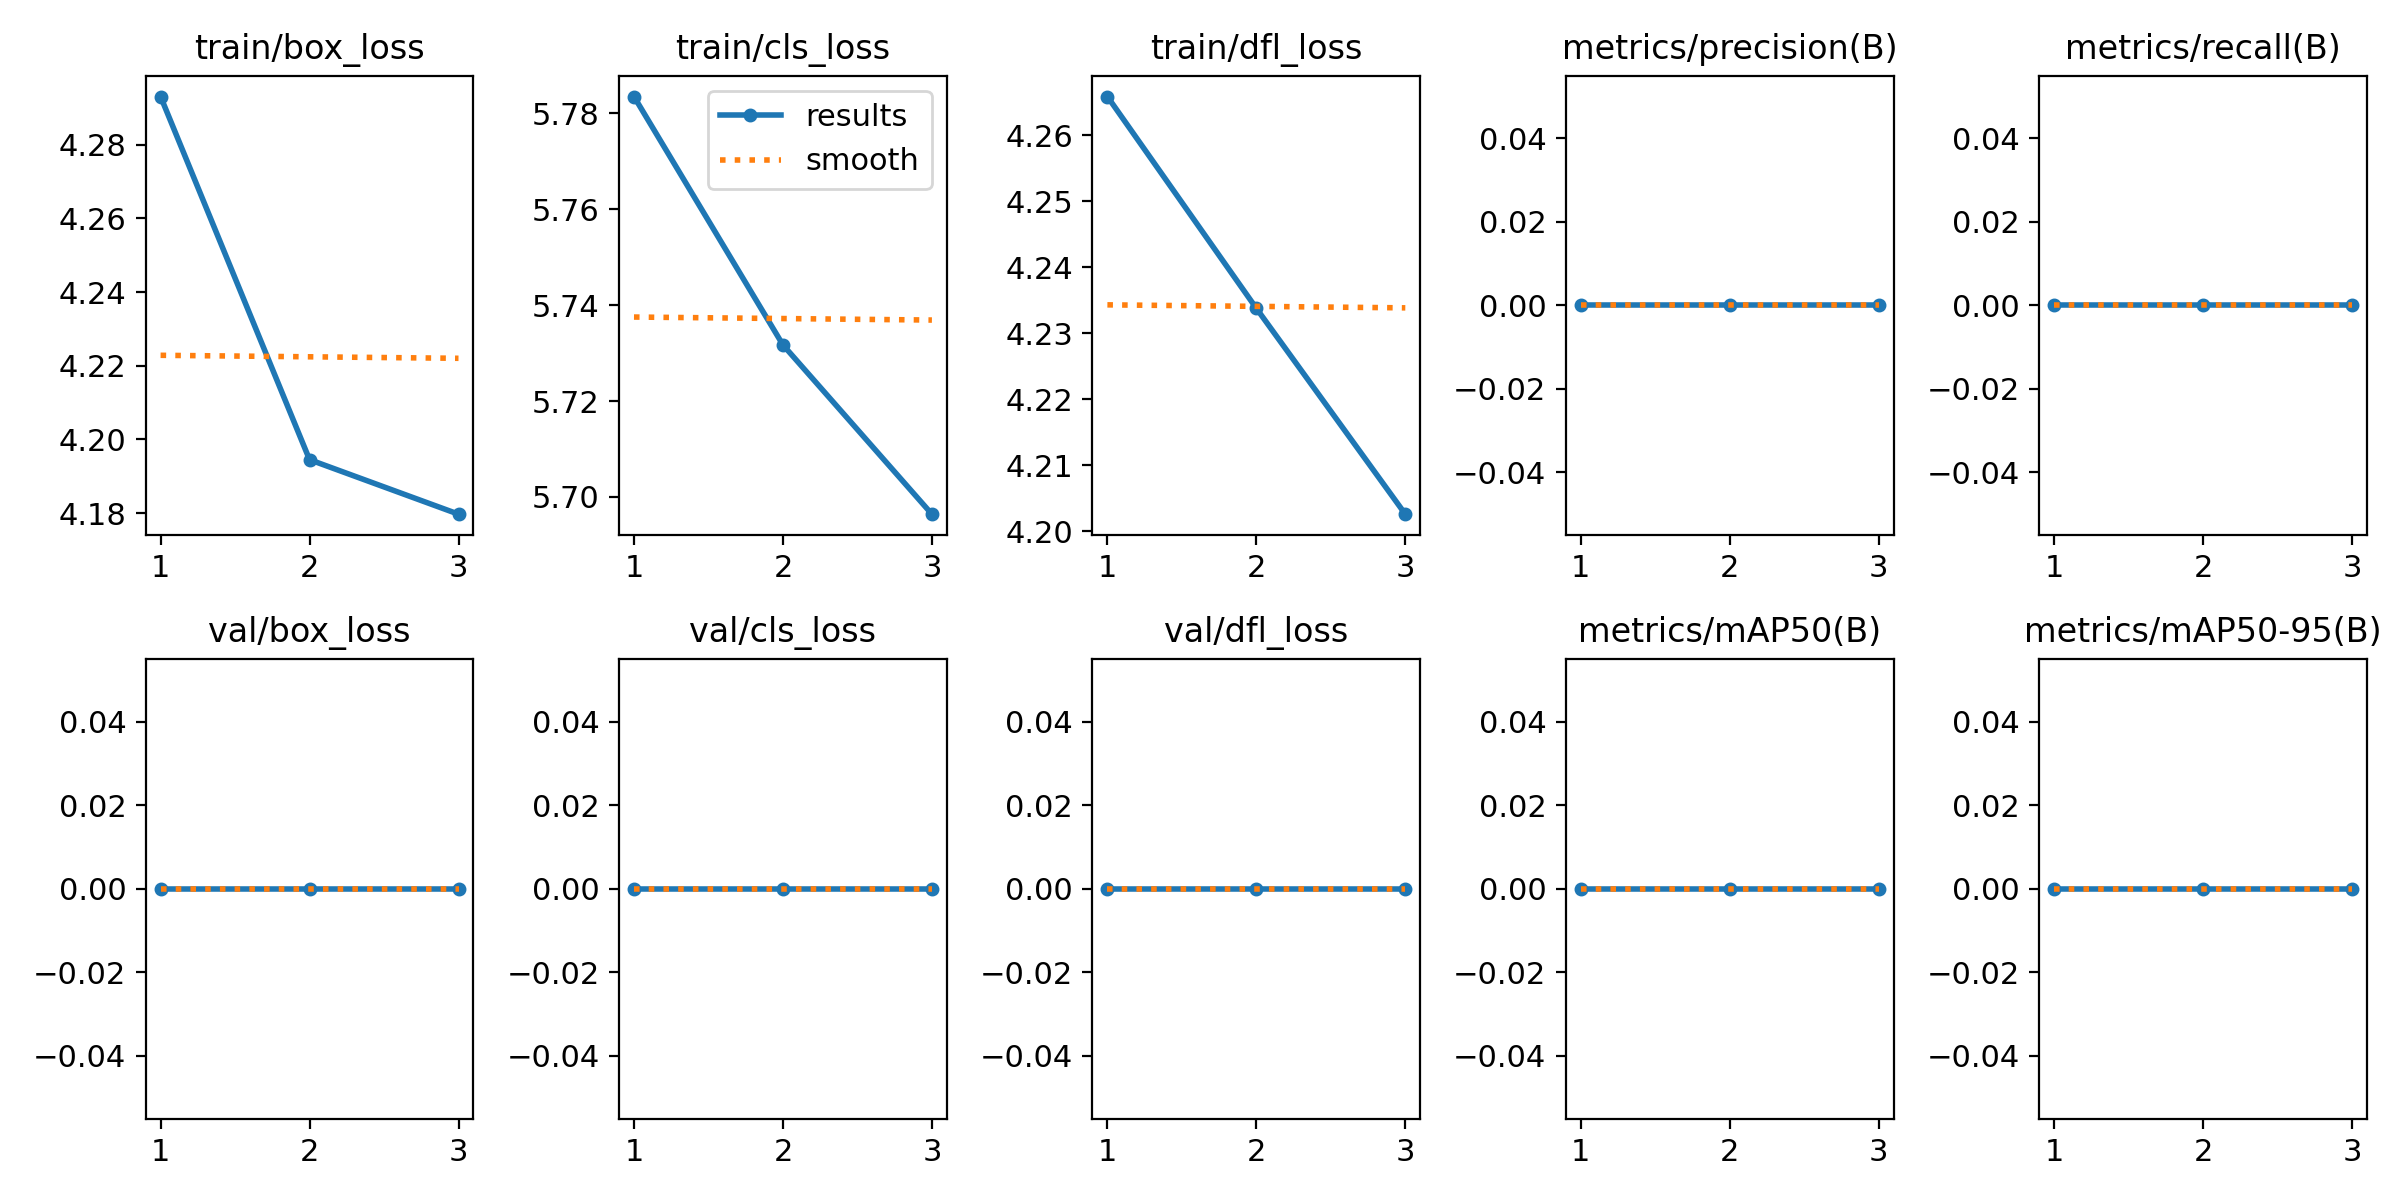 train/box_loss
train/cls_loss
train/dfl_loss
metrics/precision(B)
metrics/recall(B)
4.28
4.26
4.24
4.22
4.20
4.18
1 2 3
5.78
5.76
5.74
5.72
5.70
results
smooth
1 2 3
4.26
4.25
4.24
4.23
4.22
4.21
4.20
1 2 3
0.04
0.02
0.00
−0.02
−0.04
1 2 3
0.04
0.02
0.00
−0.02
−0.04
1 2 3
val/box_loss
val/cls_loss
val/dfl_loss
metrics/mAP50(B)
metrics/mAP50-95(B)
0.04
0.02
0.00
−0.02
−0.04
1 2 3
0.04
0.02
0.00
−0.02
−0.04
1 2 3
0.04
0.02
0.00
−0.02
−0.04
1 2 3
0.04
0.02
0.00
−0.02
−0.04
1 2 3
0.04
0.02
0.00
−0.02
−0.04
1 2 3